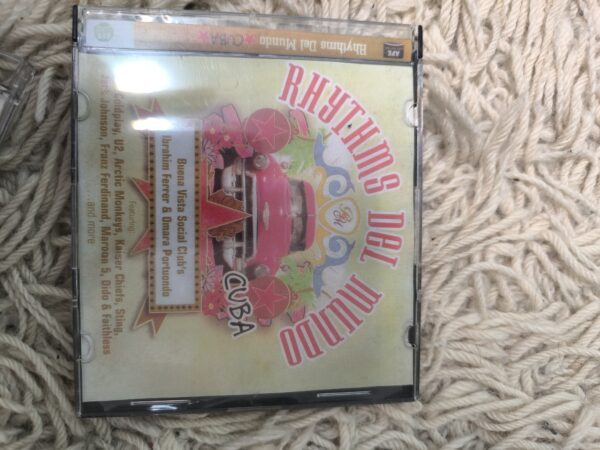 Rhythms Del Mundo ★CUBA★
APE
RHYTHMS DEL MUNDO
CUBA
Buena Vista Social Club's
Ibrahim Ferrer & Omara Portuondo
featuring:
Coldplay, U2, Arctic Monkeys, Kaiser Chiefs, Sting,
Johnson, Franz Ferdinand, Maroon 5, Dido & Faithless
... and more